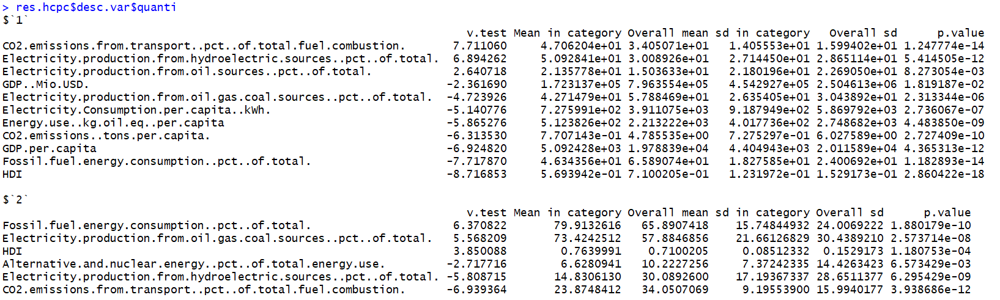 > res.hcpc$desc.var$quanti
$`1`
v.test Mean in category Overall mean sd in category Overall sd p.value
CO2.emissions.from.transport..pct..of.total.fuel.combustion. 7.711060 4.706204e+01 3.405071e+01 1.405553e+01 1.599402e+01 1.247774e-14
Electricity.production.from.hydroelectric.sources..pct..of.total. 6.894262 5.092841e+01 3.008926e+01 2.714450e+01 2.865114e+01 5.414505e-12
Electricity.production.from.oil.sources..pct..of.total. 2.640718 2.135778e+01 1.503633e+01 2.180196e+01 2.269050e+01 8.273054e-03
GDP..Mio.USD. -2.361690 1.723137e+05 7.963554e+05 4.542927e+05 2.504613e+06 1.819187e-02
Electricity.production.from.oil.gas.coal.sources..pct..of.total. -4.723926 4.271479e+01 5.788469e+01 2.635405e+01 3.043892e+01 2.313344e-06
Electricity.Consumption.per.capita..kWh. -5.140776 7.275991e+02 3.911075e+03 9.187949e+02 5.869792e+03 2.736067e-07
Energy.use..kg.oil.eq..per.capita -5.865276 5.123826e+02 2.213222e+03 4.017736e+02 2.748682e+03 4.483850e-09
CO2.emissions..tons.per.capita. -6.313530 7.707143e-01 4.785535e+00 7.275297e-01 6.027589e+00 2.727409e-10
GDP.per.capita -6.924820 5.092428e+03 1.978839e+04 4.404943e+03 2.011589e+04 4.365313e-12
Fossil.fuel.energy.consumption..pct..of.total. -7.717870 4.634356e+01 6.589074e+01 1.827585e+01 2.400692e+01 1.182893e-14
HDI -8.716853 5.693942e-01 7.100205e-01 1.231972e-01 1.529173e-01 2.860422e-18
$`2`
v.test Mean in category Overall mean sd in category Overall sd p.value
Fossil.fuel.energy.consumption..pct..of.total. 6.370822 79.9132616 65.8907418 15.74844932 24.0069222 1.880179e-10
Electricity.production.from.oil.gas.coal.sources..pct..of.total. 5.568209 73.4242512 57.8846856 21.66126829 30.4389210 2.573714e-08
HDI 3.850088 0.7639991 0.7100205 0.08512332 0.1529173 1.180753e-04
Alternative.and.nuclear.energy..pct..of.total.energy.use. -2.717716 6.6280941 10.2227256 7.37242335 14.4263423 6.573429e-03
Electricity.production.from.hydroelectric.sources..pct..of.total. -5.808715 14.8306130 30.0892600 17.19367337 28.6511377 6.295429e-09
CO2.emissions.from.transport..pct..of.total.fuel.combustion. -6.939364 23.8748412 34.0507069 9.19553900 15.9940177 3.938686e-12